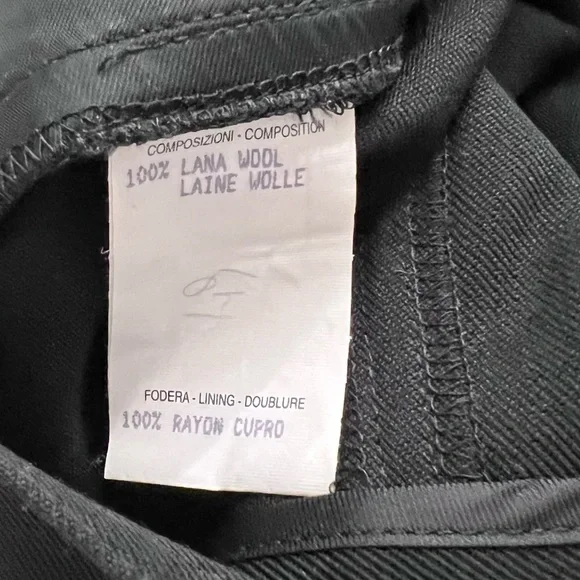 COMPOSIZIONI - COMPOSITION
100% LANA WOOL
LAINE WOLLE
FODERA - LINING - DOUBLURE
100% RAYON CUPRO